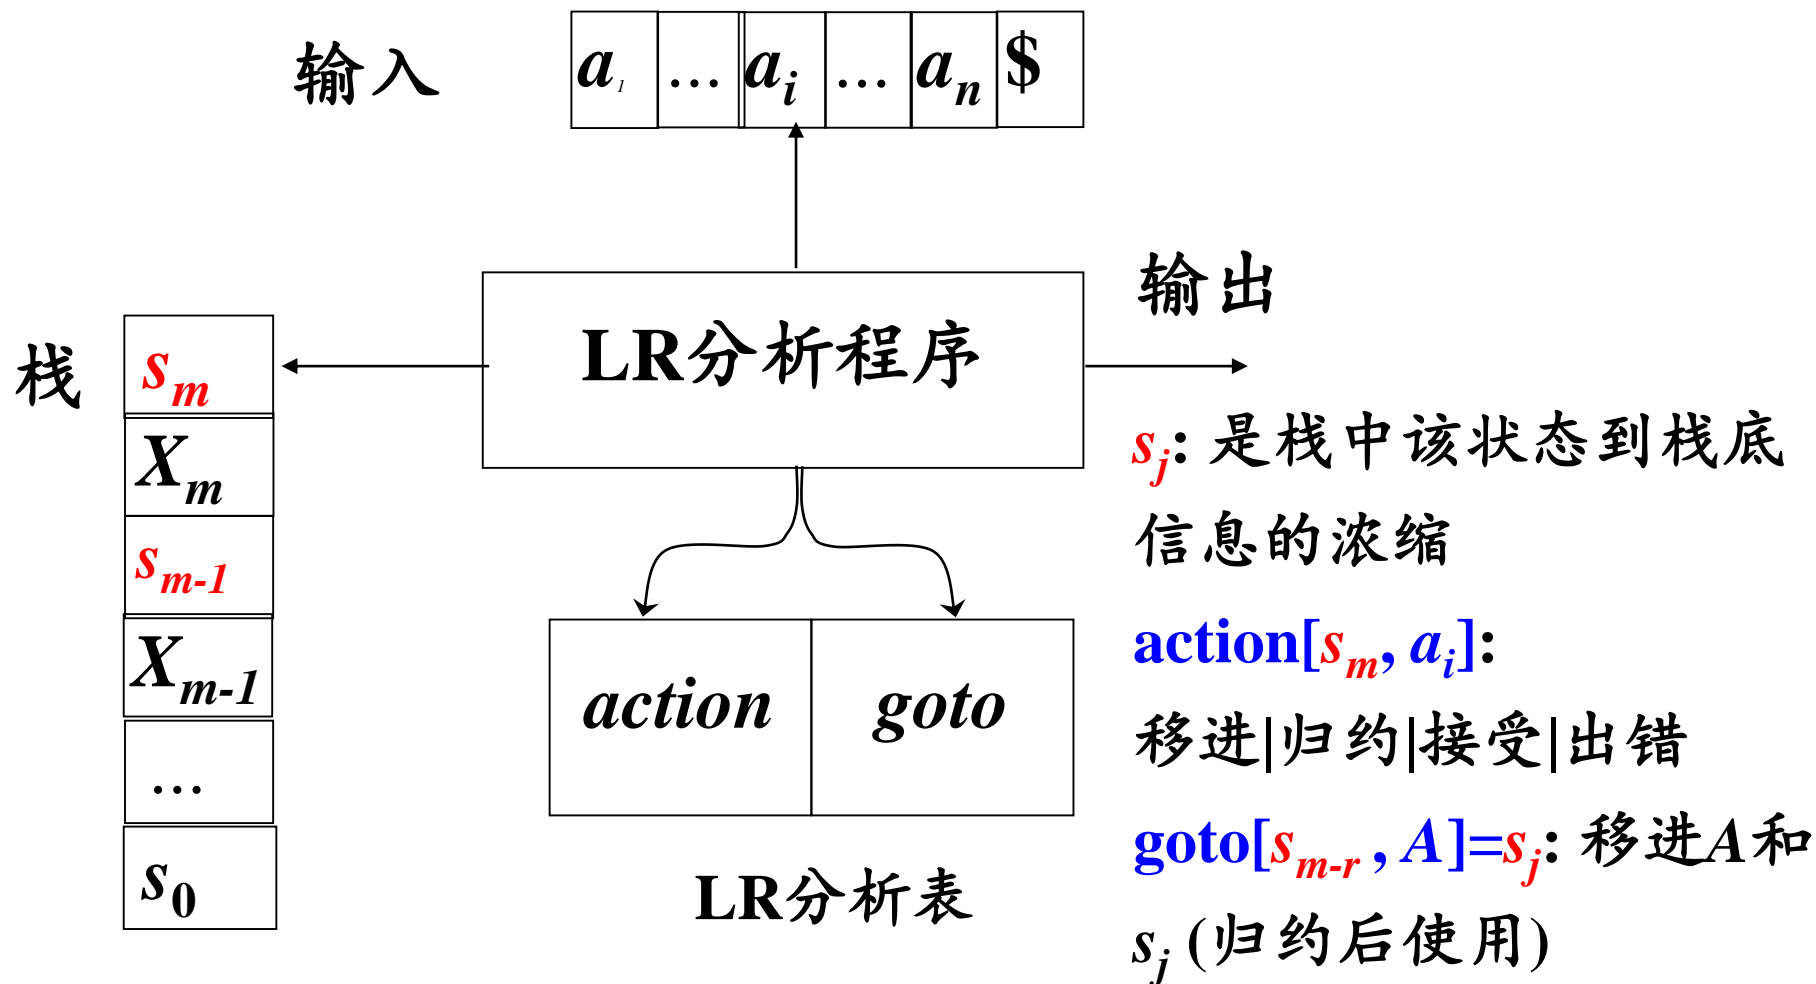 输入
a1 … ai … an $
输出
LR分析程序
栈
sm
Xm
sm-1
Xm-1
…
s0
action goto
LR分析表
sj: 是栈中该状态到栈底
信息的浓缩
action[sm, ai]:
移进|归约|接受|出错
goto[sm-r , A]=sj: 移进A和
sj (归约后使用)